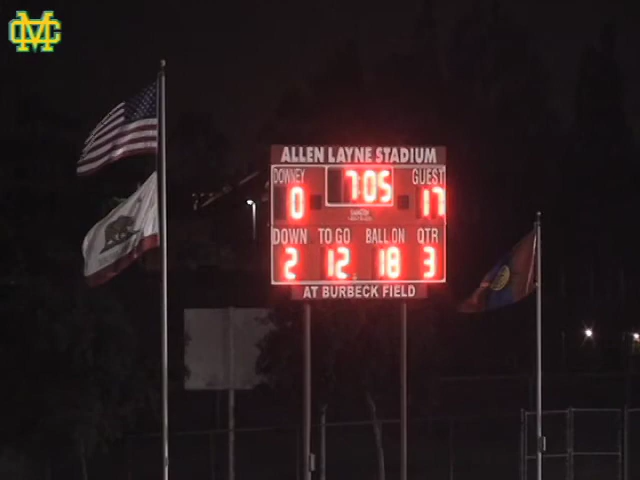 MC
ALLEN LAYNE STADIUM
DOWNEY 7:05 GUEST
0 17
DOWN TO GO BALL ON QTR
2 12 18 3
AT BURBECK FIELD